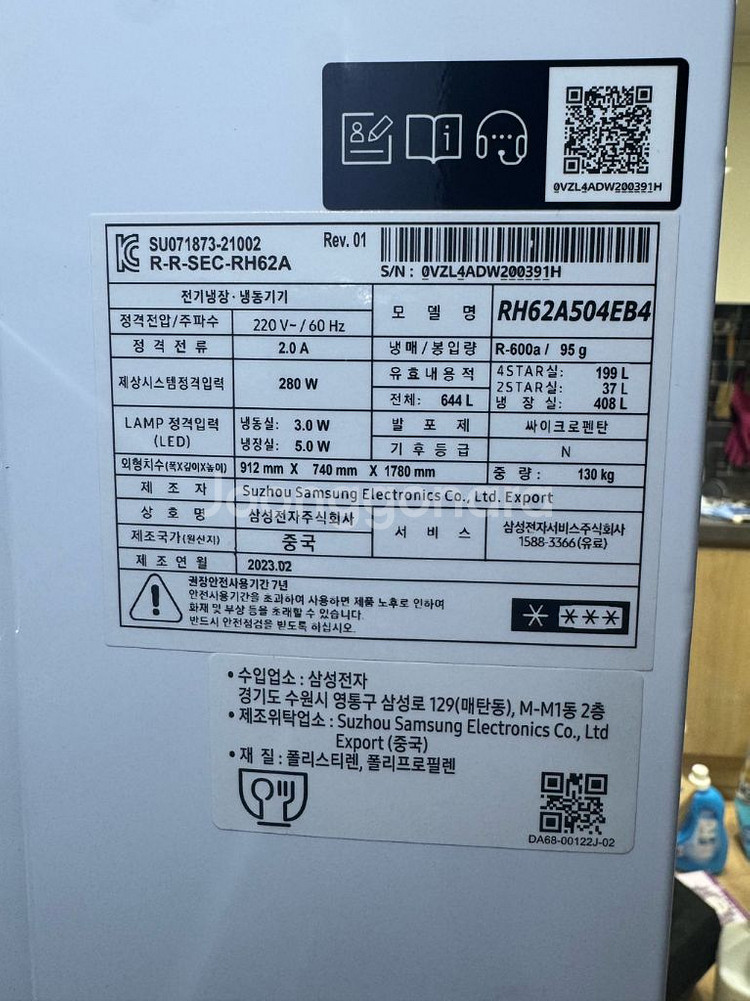 0VZL4ADW200391H
SU071873-21002 Rev. 01
R-R-SEC-RH62A
S/N : 0VZL4ADW200391H
전기냉장 · 냉동기기
모 델 명 RH62A504EB4
정격전압/주파수 220 V~ / 60 Hz
정 격 전 류 2.0 A
냉매/봉입량 R-600a / 95 g
제상시스템정격입력 280 W
유 효 내 용 적
전체: 644 L
4STAR실: 199 L
2STAR실: 37 L
냉 장 실: 408 L
LAMP 정격입력
(LED)
냉동실: 3.0 W
냉장실: 5.0 W
발 포 제 싸이크로펜탄
기 후 등 급 N
외형치수(폭X깊이X높이) 912 mm X 740 mm X 1780 mm
중 량 : 130 kg
제 조 자 Suzhou Samsung Electronics Co., Ltd. Export
상 호 명 삼성전자주식회사
서 비 스 삼성전자서비스주식회사
1588-3366(유료)
제조국가(원산지) 중국
제 조 연 월 2023.02
권장안전사용기간 7년
안전사용기간을 초과하여 사용하면 제품 노후로 인하여
화재 및 부상 등을 초래할 수 있습니다.
반드시 안전점검을 받도록 하십시오.
• 수입업소 : 삼성전자
경기도 수원시 영통구 삼성로 129(매탄동), M-M1동 2층
• 제조위탁업소 : Suzhou Samsung Electronics Co., Ltd
Export (중국)
• 재 질 : 폴리스티렌, 폴리프로필렌
DA68-00122J-02
Joonggonara